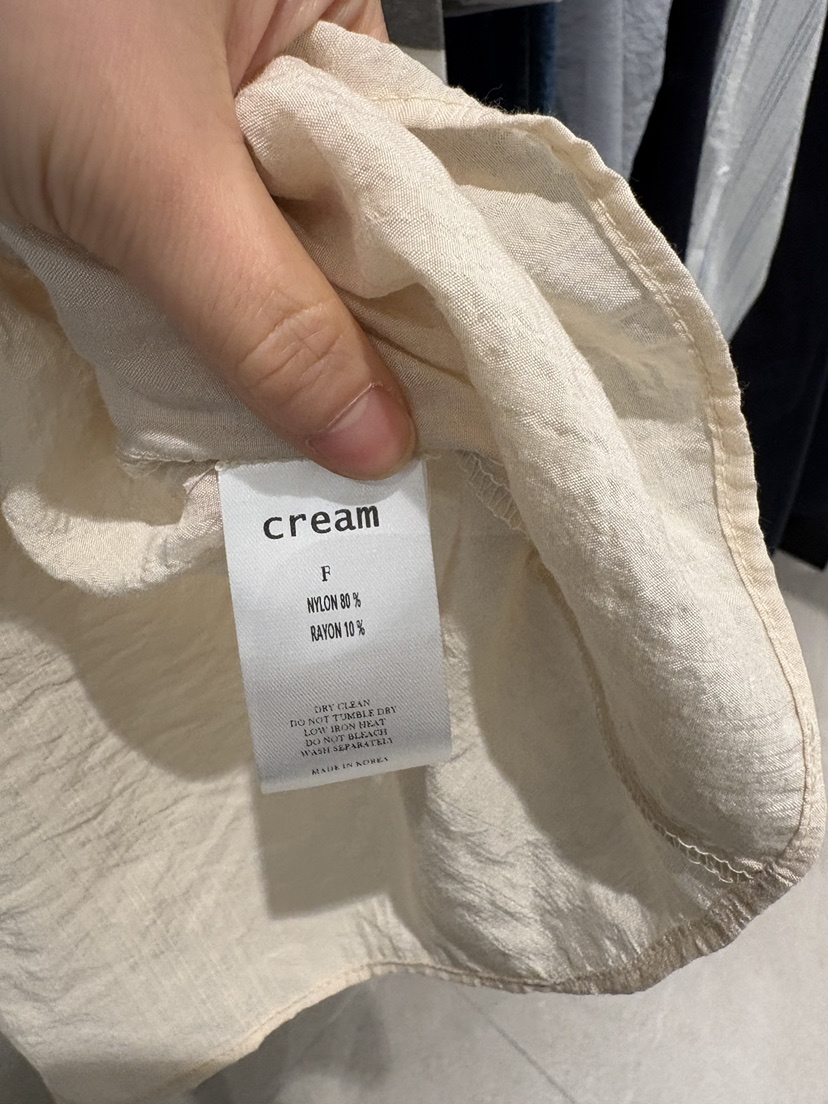 cream
F
NYLON 80 %
RAYON 10 %
DRY CLEAN
DO NOT TUMBLE DRY
LOW IRON HEAT
DO NOT BLEACH
WASH SEPARATELY
MADE IN KOREA